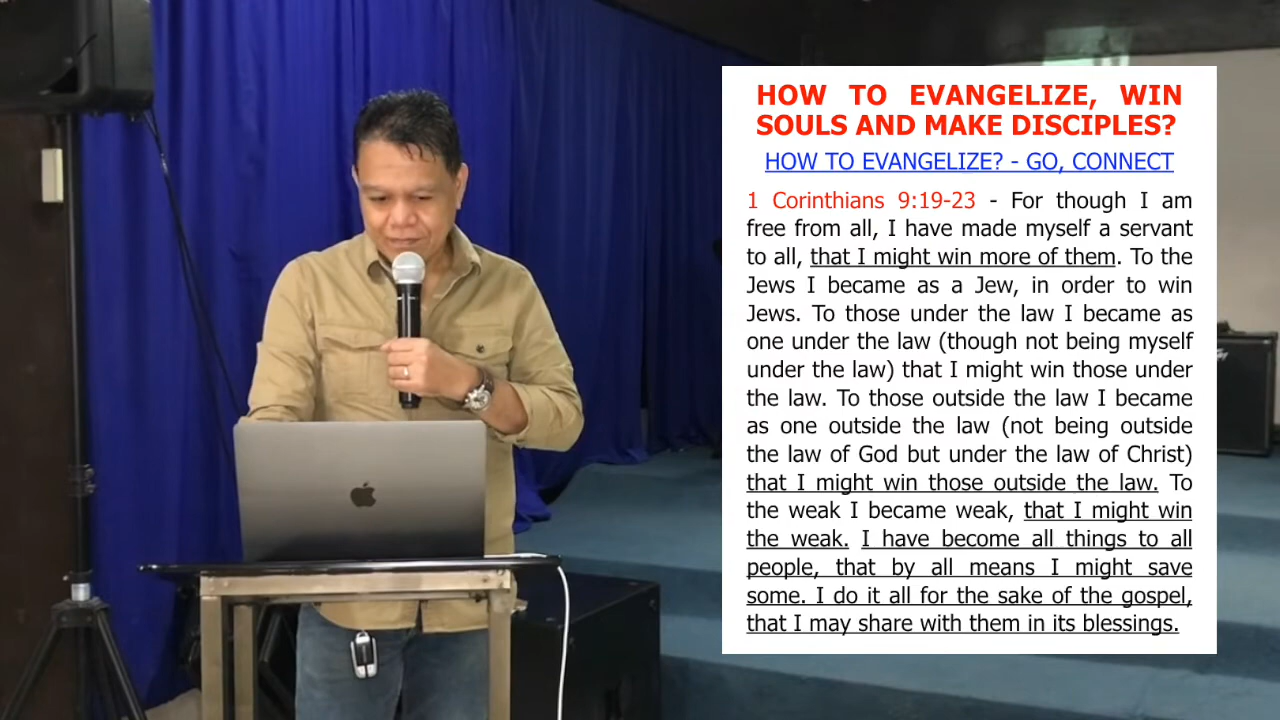 HOW TO EVANGELIZE, WIN
SOULS AND MAKE DISCIPLES?
HOW TO EVANGELIZE? - GO, CONNECT
1 Corinthians 9:19-23 - For though I am
free from all, I have made myself a servant
to all, that I might win more of them. To the
Jews I became as a Jew, in order to win
Jews. To those under the law I became as
one under the law (though not being myself
under the law) that I might win those under
the law. To those outside the law I became
as one outside the law (not being outside
the law of God but under the law of Christ)
that I might win those outside the law. To
the weak I became weak, that I might win
the weak. I have become all things to all
people, that by all means I might save
some. I do it all for the sake of the gospel,
that I may share with them in its blessings.